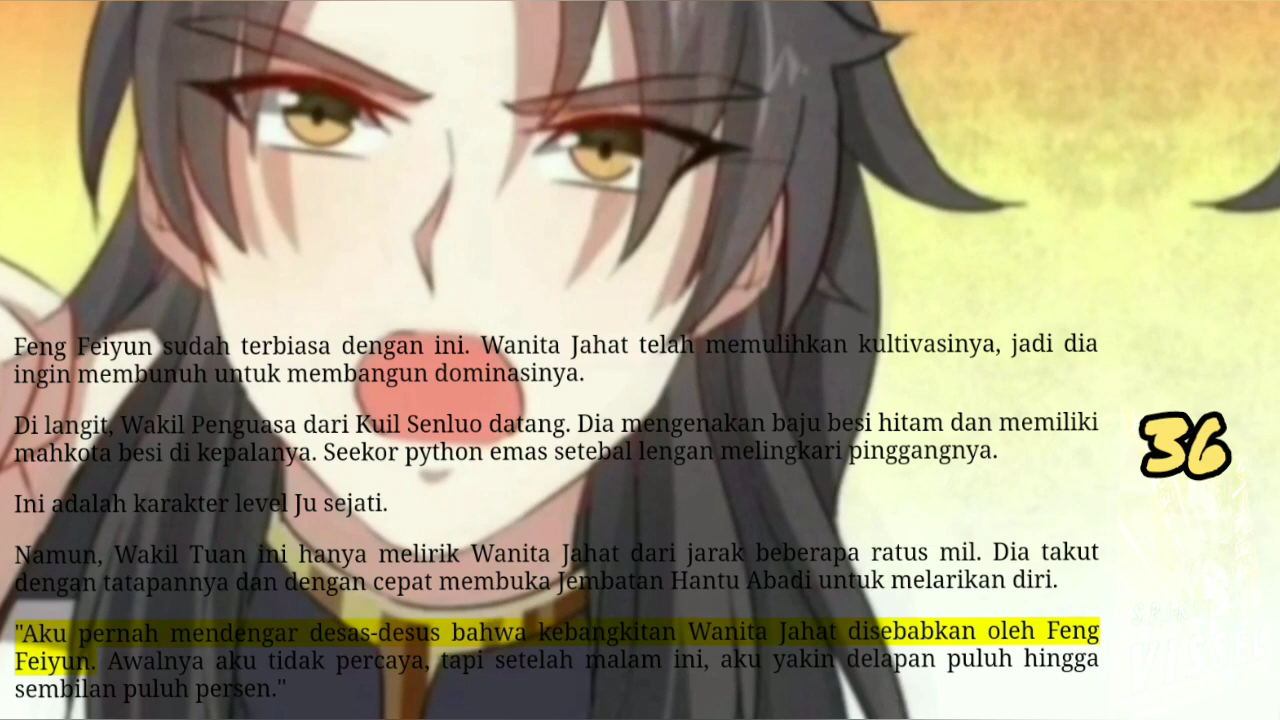 Feng Feiyun sudah terbiasa dengan ini. Wanita Jahat telah memulihkan kultivasinya, jadi dia
ingin membunuh untuk membangun dominasinya.
Di langit, Wakil Penguasa dari Kuil Senluo datang. Dia mengenakan baju besi hitam dan memiliki
mahkota besi di kepalanya. Seekor python emas setebal lengan melingkari pinggangnya.
36
Ini adalah karakter level Ju sejati.
Namun, Wakil Tuan ini hanya melirik Wanita Jahat dari jarak beberapa ratus mil. Dia takut
dengan tatapannya dan dengan cepat membuka Jembatan Hantu Abadi untuk melarikan diri.
"Aku pernah mendengar desas-desus bahwa kebangkitan Wanita Jahat disebabkan oleh Feng
Feiyun. Awalnya aku tidak percaya, tapi setelah malam ini, aku yakin delapan puluh hingga
sembilan puluh persen."